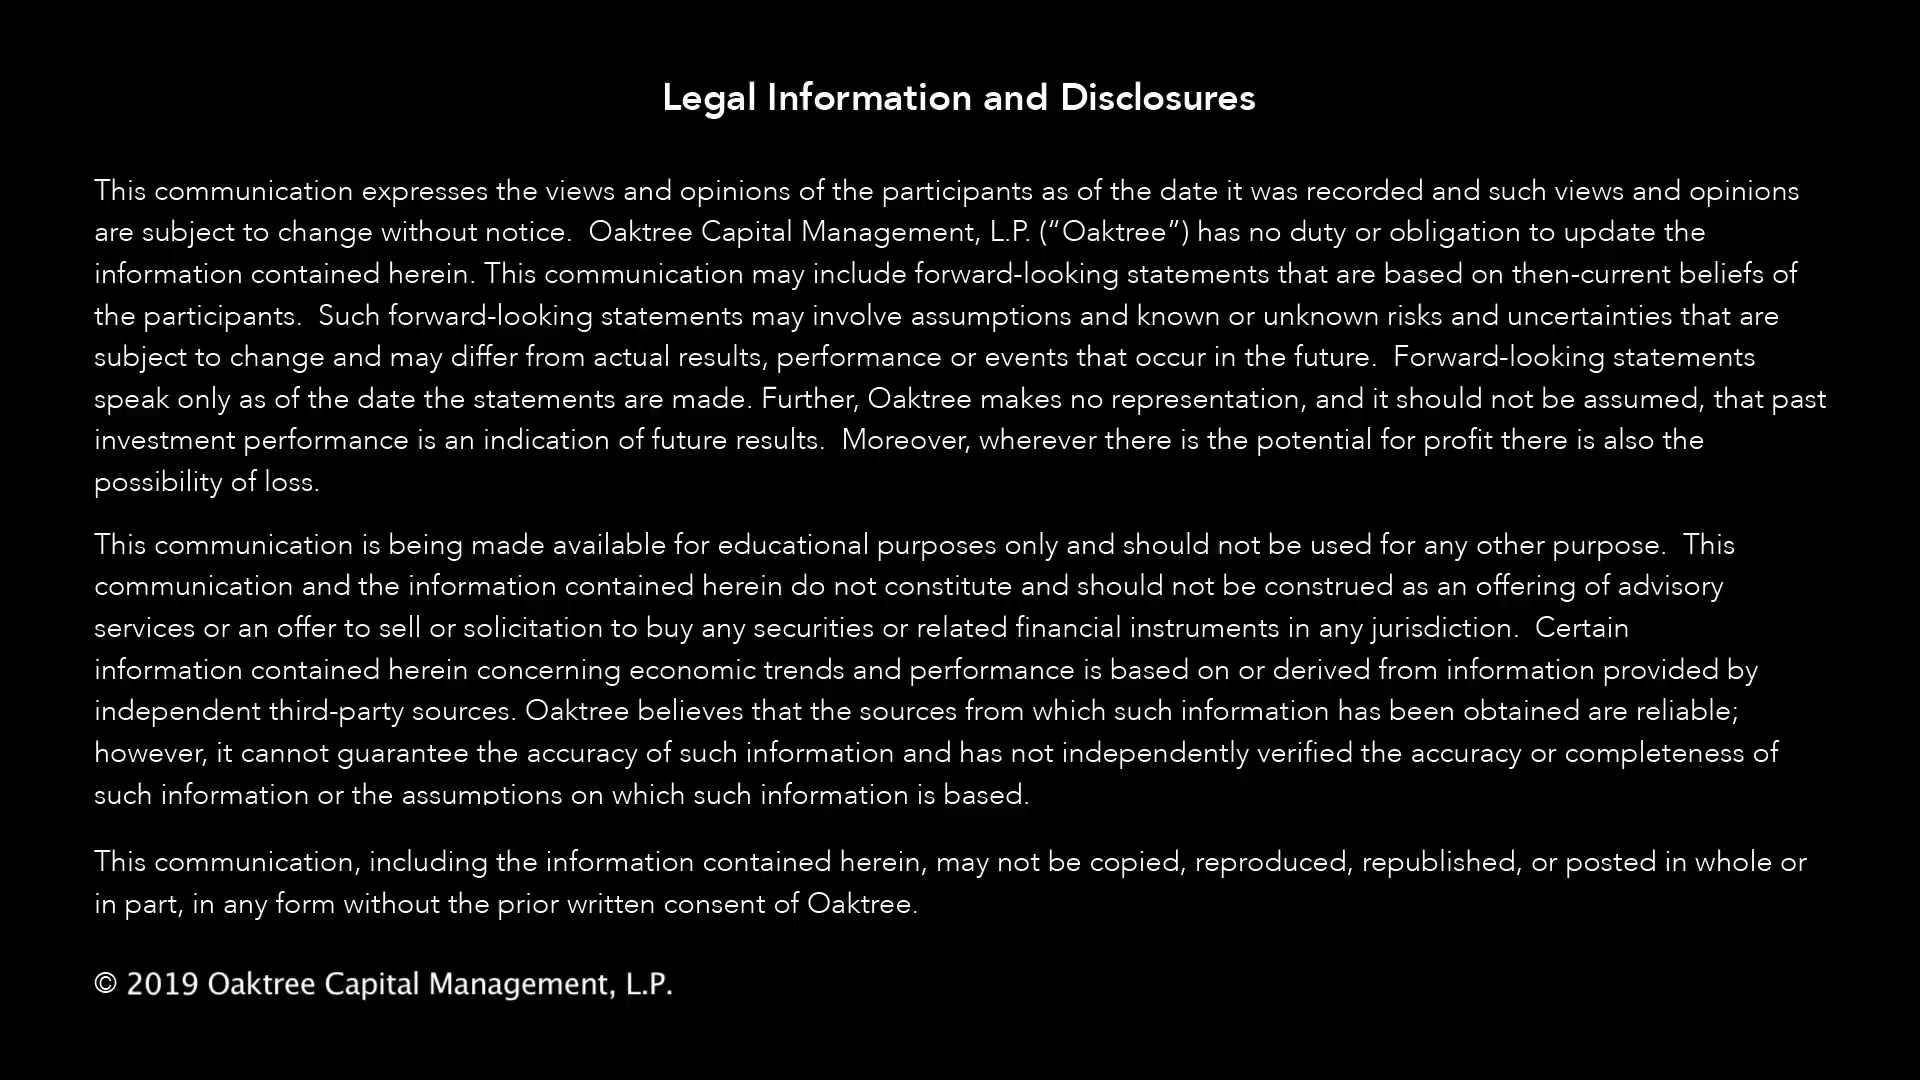 Legal Information and Disclosures
This communication expresses the views and opinions of the participants as of the date it was recorded and such views and opinions
are subject to change without notice.  Oaktree Capital Management, L.P. (“Oaktree”) has no duty or obligation to update the
information contained herein. This communication may include forward-looking statements that are based on then-current beliefs of
the participants.  Such forward-looking statements may involve assumptions and known or unknown risks and uncertainties that are
subject to change and may differ from actual results, performance or events that occur in the future.  Forward-looking statements
speak only as of the date the statements are made. Further, Oaktree makes no representation, and it should not be assumed, that past
investment performance is an indication of future results.  Moreover, wherever there is the potential for profit there is also the
possibility of loss.
This communication is being made available for educational purposes only and should not be used for any other purpose.  This
communication and the information contained herein do not constitute and should not be construed as an offering of advisory
services or an offer to sell or solicitation to buy any securities or related financial instruments in any jurisdiction.  Certain
information contained herein concerning economic trends and performance is based on or derived from information provided by
independent third-party sources. Oaktree believes that the sources from which such information has been obtained are reliable;
however, it cannot guarantee the accuracy of such information and has not independently verified the accuracy or completeness of
such information or the assumptions on which such information is based.
This communication, including the information contained herein, may not be copied, reproduced, republished, or posted in whole or
in part, in any form without the prior written consent of Oaktree.
© 2019 Oaktree Capital Management, L.P.